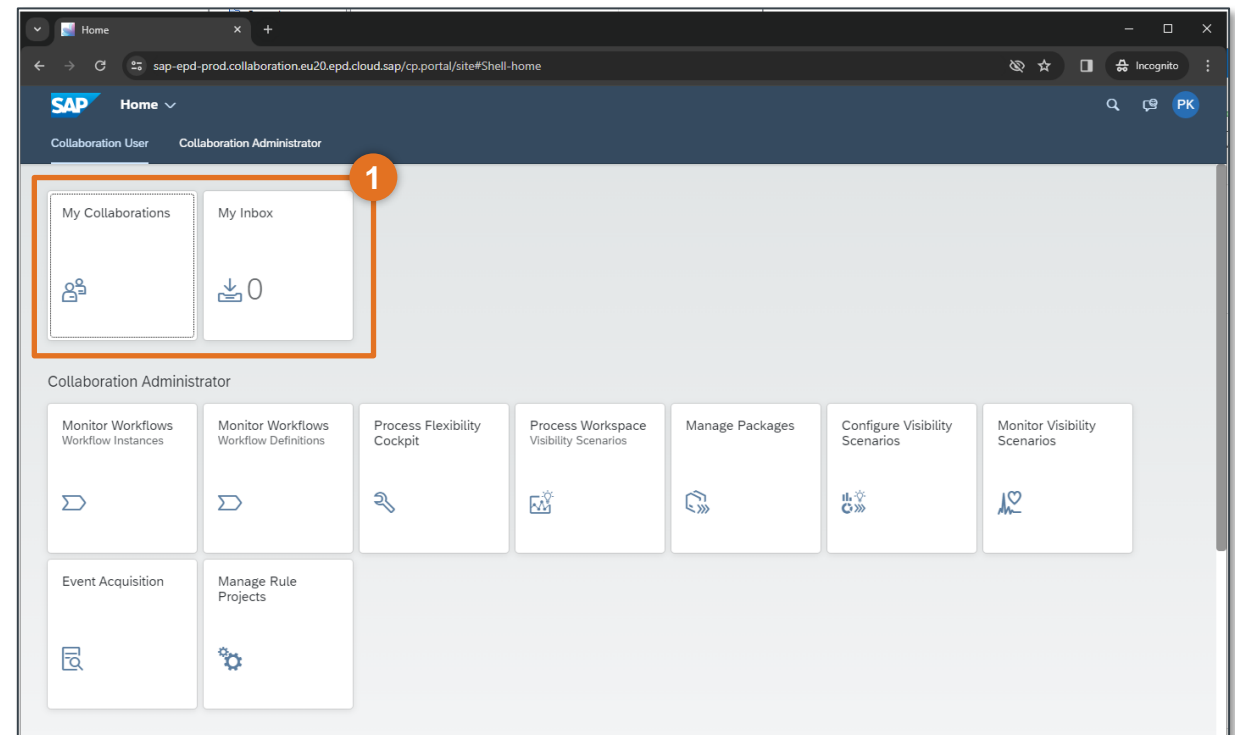 Home
sap-epd-prod.collaboration.eu20.epd.cloud.sap/cp.portal/site#Shell-home
Incognito
SAP
Home
PK
Collaboration User
Collaboration Administrator
1
My Collaborations
My Inbox
0
Collaboration Administrator
Monitor Workflows
Workflow Instances
Monitor Workflows
Workflow Definitions
Process Flexibility
Cockpit
Process Workspace
Visibility Scenarios
Manage Packages
Configure Visibility
Scenarios
Monitor Visibility
Scenarios
Event Acquisition
Manage Rule
Projects